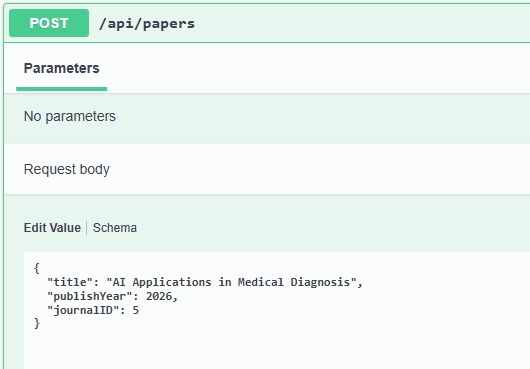 POST /api/papers
Parameters
No parameters
Request body
Edit Value | Schema
{
  "title": "AI Applications in Medical Diagnosis",
  "publishYear": 2026,
  "journalID": 5
}